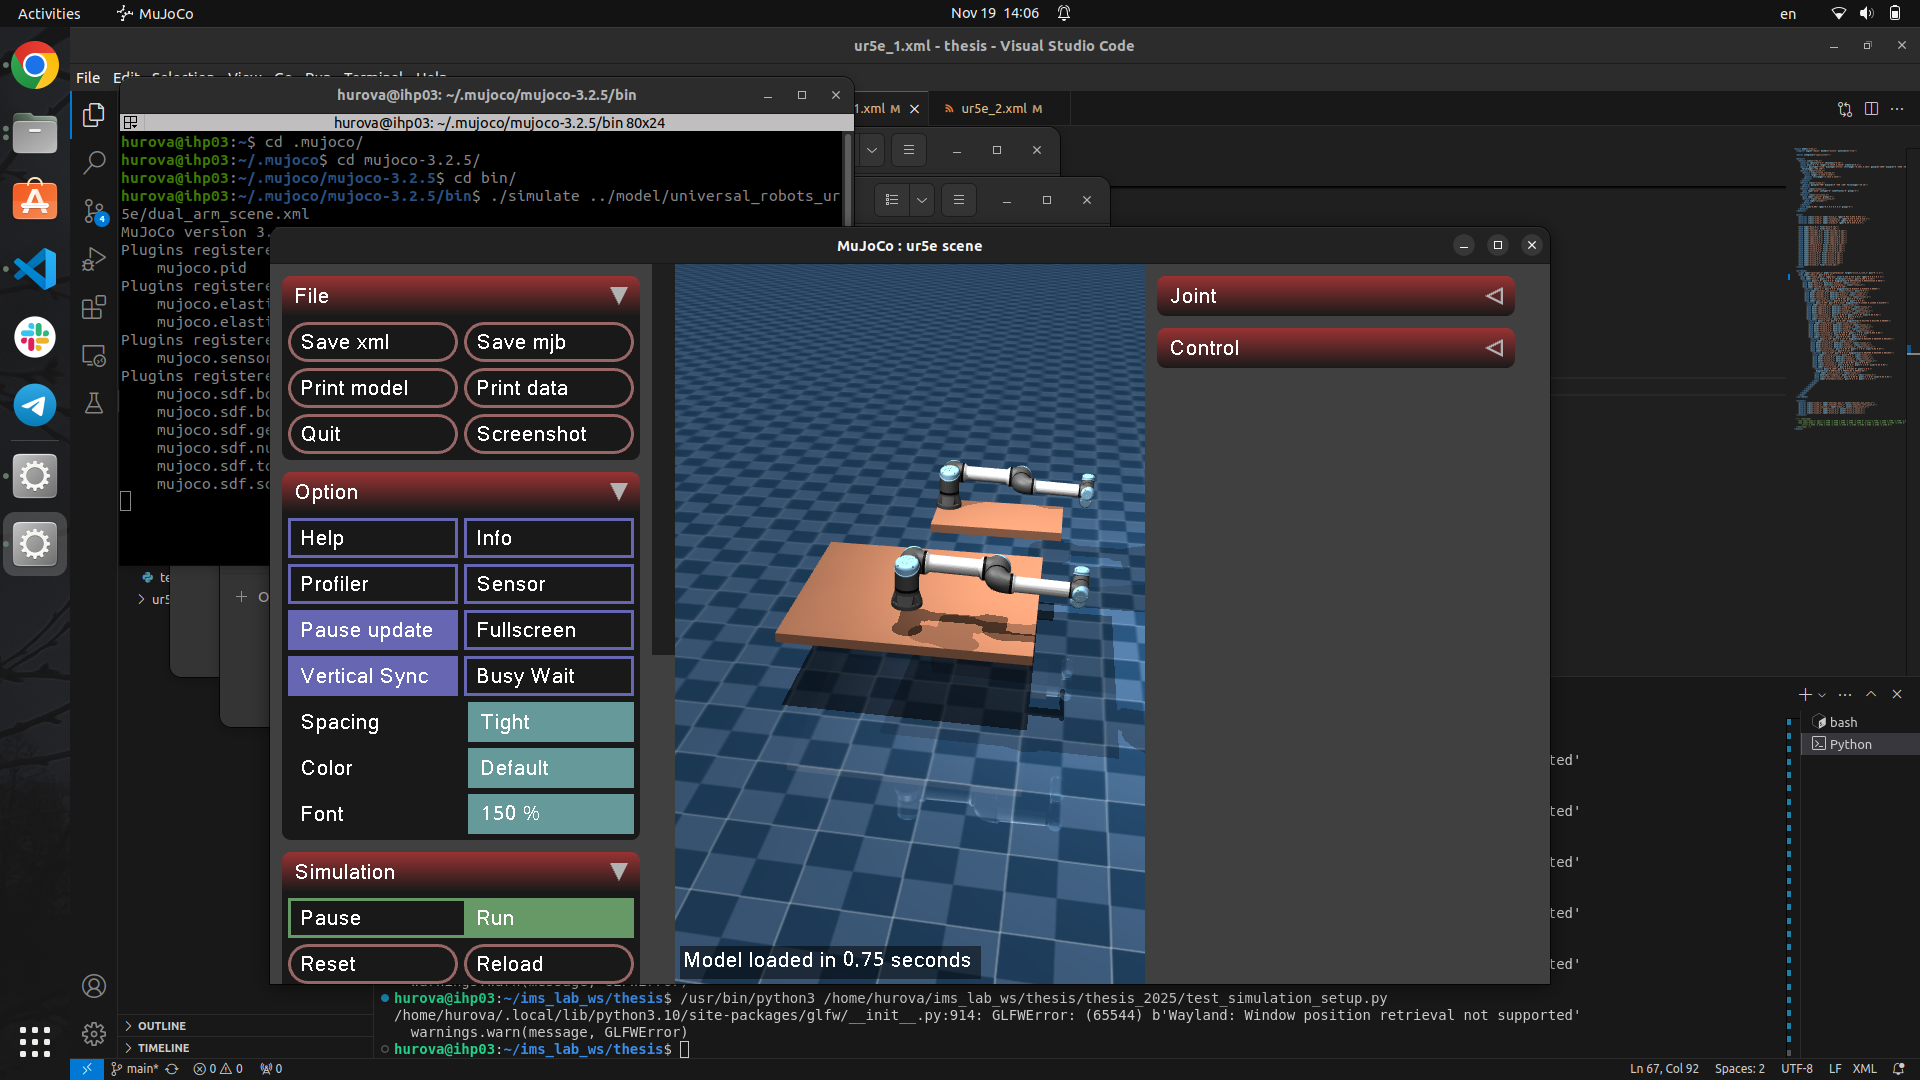 Activities
MuJoCo
Nov 19 14:06
en
ur5e_1.xml - thesis - Visual Studio Code
File Edit Selection View Go Run Terminal Help
hurova@ihp03: ~/.mujoco/mujoco-3.2.5/bin
1.xml M
ur5e_2.xml M
hurova@ihp03: ~/.mujoco/mujoco-3.2.5/bin 80x24
hurova@ihp03:~$ cd .mujoco/
hurova@ihp03:~/.mujoco$ cd mujoco-3.2.5/
hurova@ihp03:~/.mujoco/mujoco-3.2.5$ cd bin/
hurova@ihp03:~/.mujoco/mujoco-3.2.5/bin$ ./simulate ../model/universal_robots_ur
5e/dual_arm_scene.xml
MuJoCo version 3.
Plugins registere
mujoco.pid
Plugins registere
mujoco.elasti
mujoco.elasti
Plugins registere
mujoco.sensor
Plugins registere
mujoco.sdf.bo
mujoco.sdf.bo
mujoco.sdf.ge
mujoco.sdf.nu
mujoco.sdf.to
mujoco.sdf.sd
4
te
ur5
O
MuJoCo : ur5e scene
File
Save xml
Save mjb
Print model
Print data
Quit
Screenshot
Option
Help
Info
Profiler
Sensor
Pause update
Fullscreen
Vertical Sync
Busy Wait
Spacing
Tight
Color
Default
Font
150 %
Simulation
Pause
Run
Reset
Reload
Model loaded in 0.75 seconds
Joint
Control
bash
Python
ted'
ted'
ted'
ted'
ted'
warnings.warn(message, GLFWError)
hurova@ihp03:~/ims_lab_ws/thesis$ /usr/bin/python3 /home/hurova/ims_lab_ws/thesis/thesis_2025/test_simulation_setup.py
/home/hurova/.local/lib/python3.10/site-packages/glfw/__init__.py:914: GLFWError: (65544) b'Wayland: Window position retrieval not supported'
warnings.warn(message, GLFWError)
hurova@ihp03:~/ims_lab_ws/thesis$
OUTLINE
TIMELINE
main*
0
0
0
Ln 67, Col 92
Spaces: 2
UTF-8
LF
XML